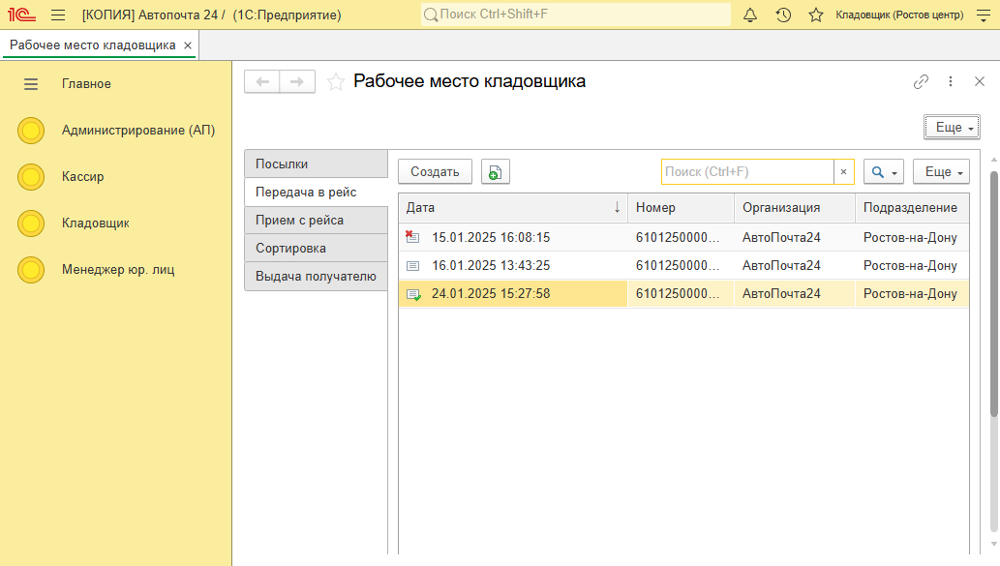 1С [КОПИЯ] Автопочта 24 / (1С:Предприятие) Поиск Ctrl+Shift+F Кладовщик (Ростов центр)
Рабочее место кладовщика ×
Главное
Администрирование (АП)
Кассир
Кладовщик
Менеджер юр. лиц
Рабочее место кладовщика
Еще
Посылки
Передача в рейс
Прием с рейса
Сортировка
Выдача получателю
Создать Поиск (Ctrl+F) × Еще
Дата ↓ Номер Организация Подразделение
15.01.2025 16:08:15 6101250000... АвтоПочта24 Ростов-на-Дону
16.01.2025 13:43:25 6101250000... АвтоПочта24 Ростов-на-Дону
24.01.2025 15:27:58 6101250000... АвтоПочта24 Ростов-на-Дону